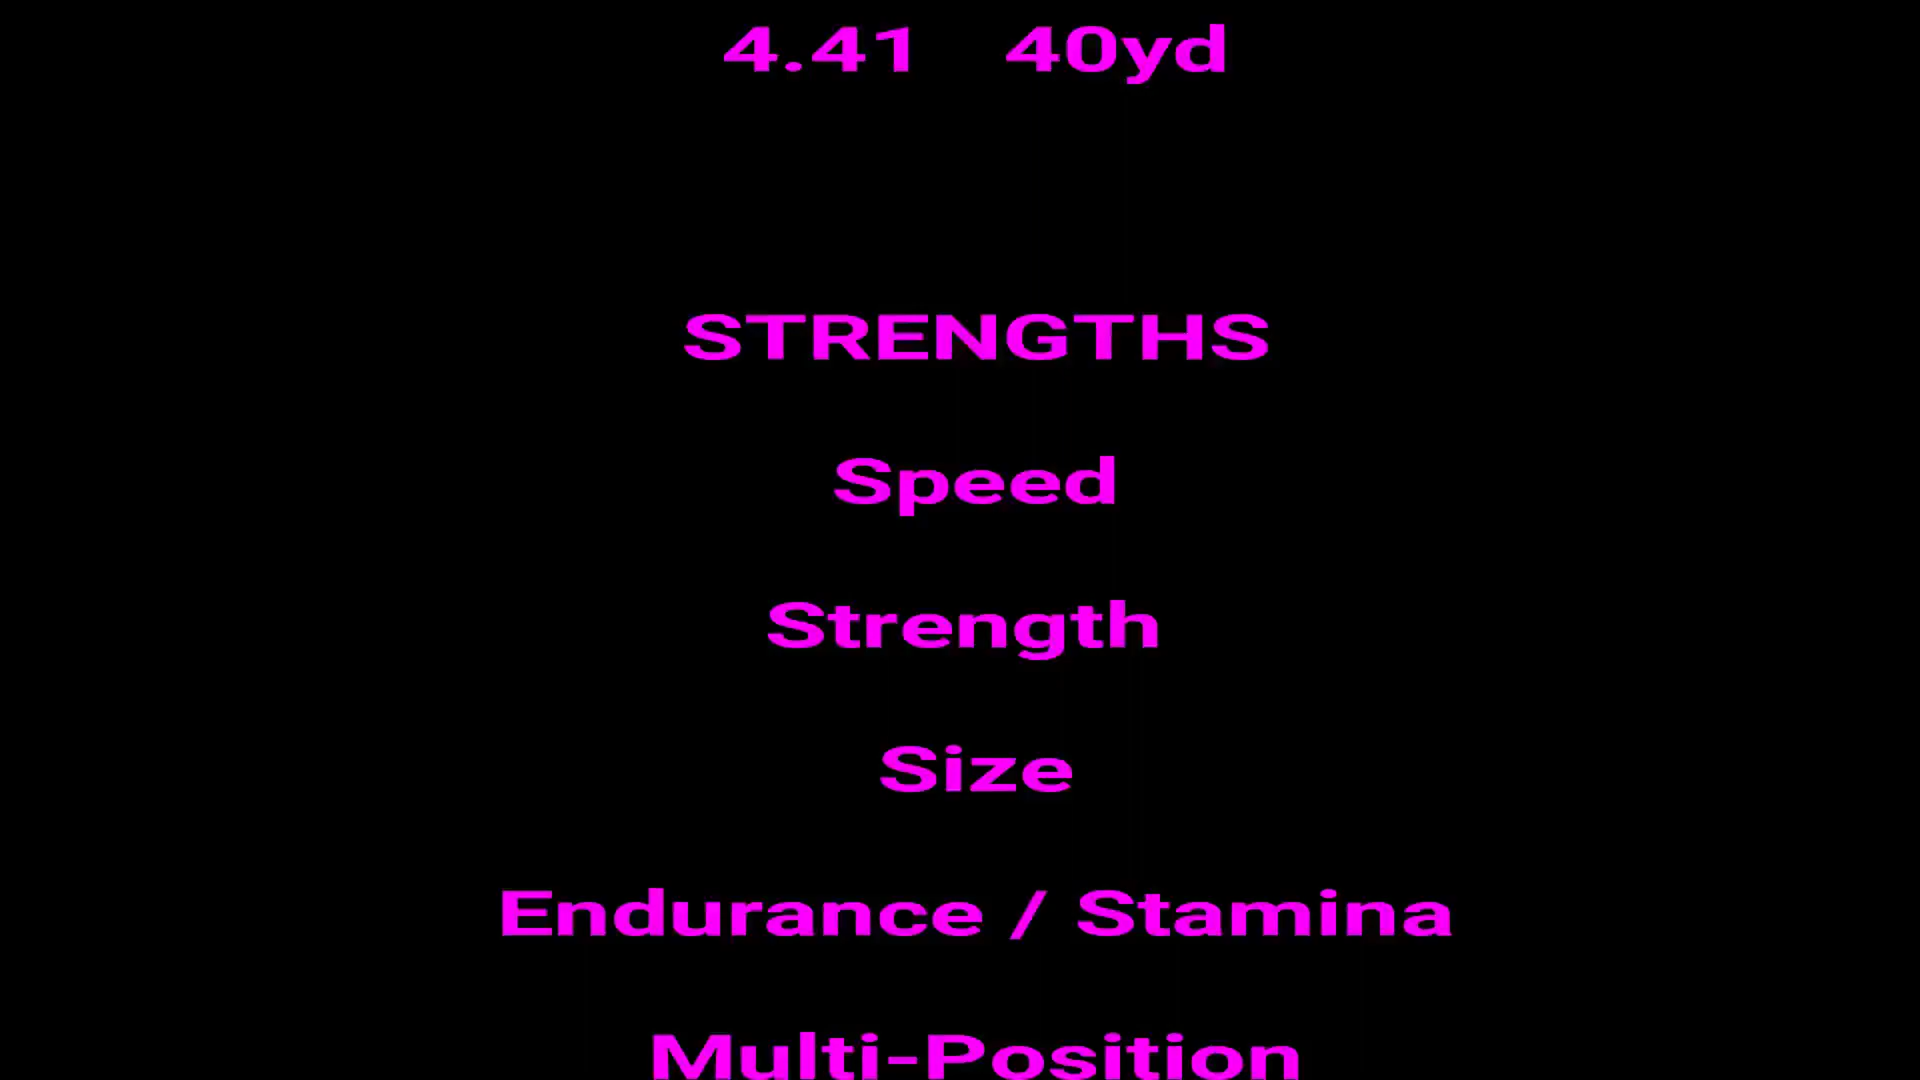 4.41 40yd
STRENGTHS
Speed
Strength
Size
Endurance / Stamina
Multi-Position